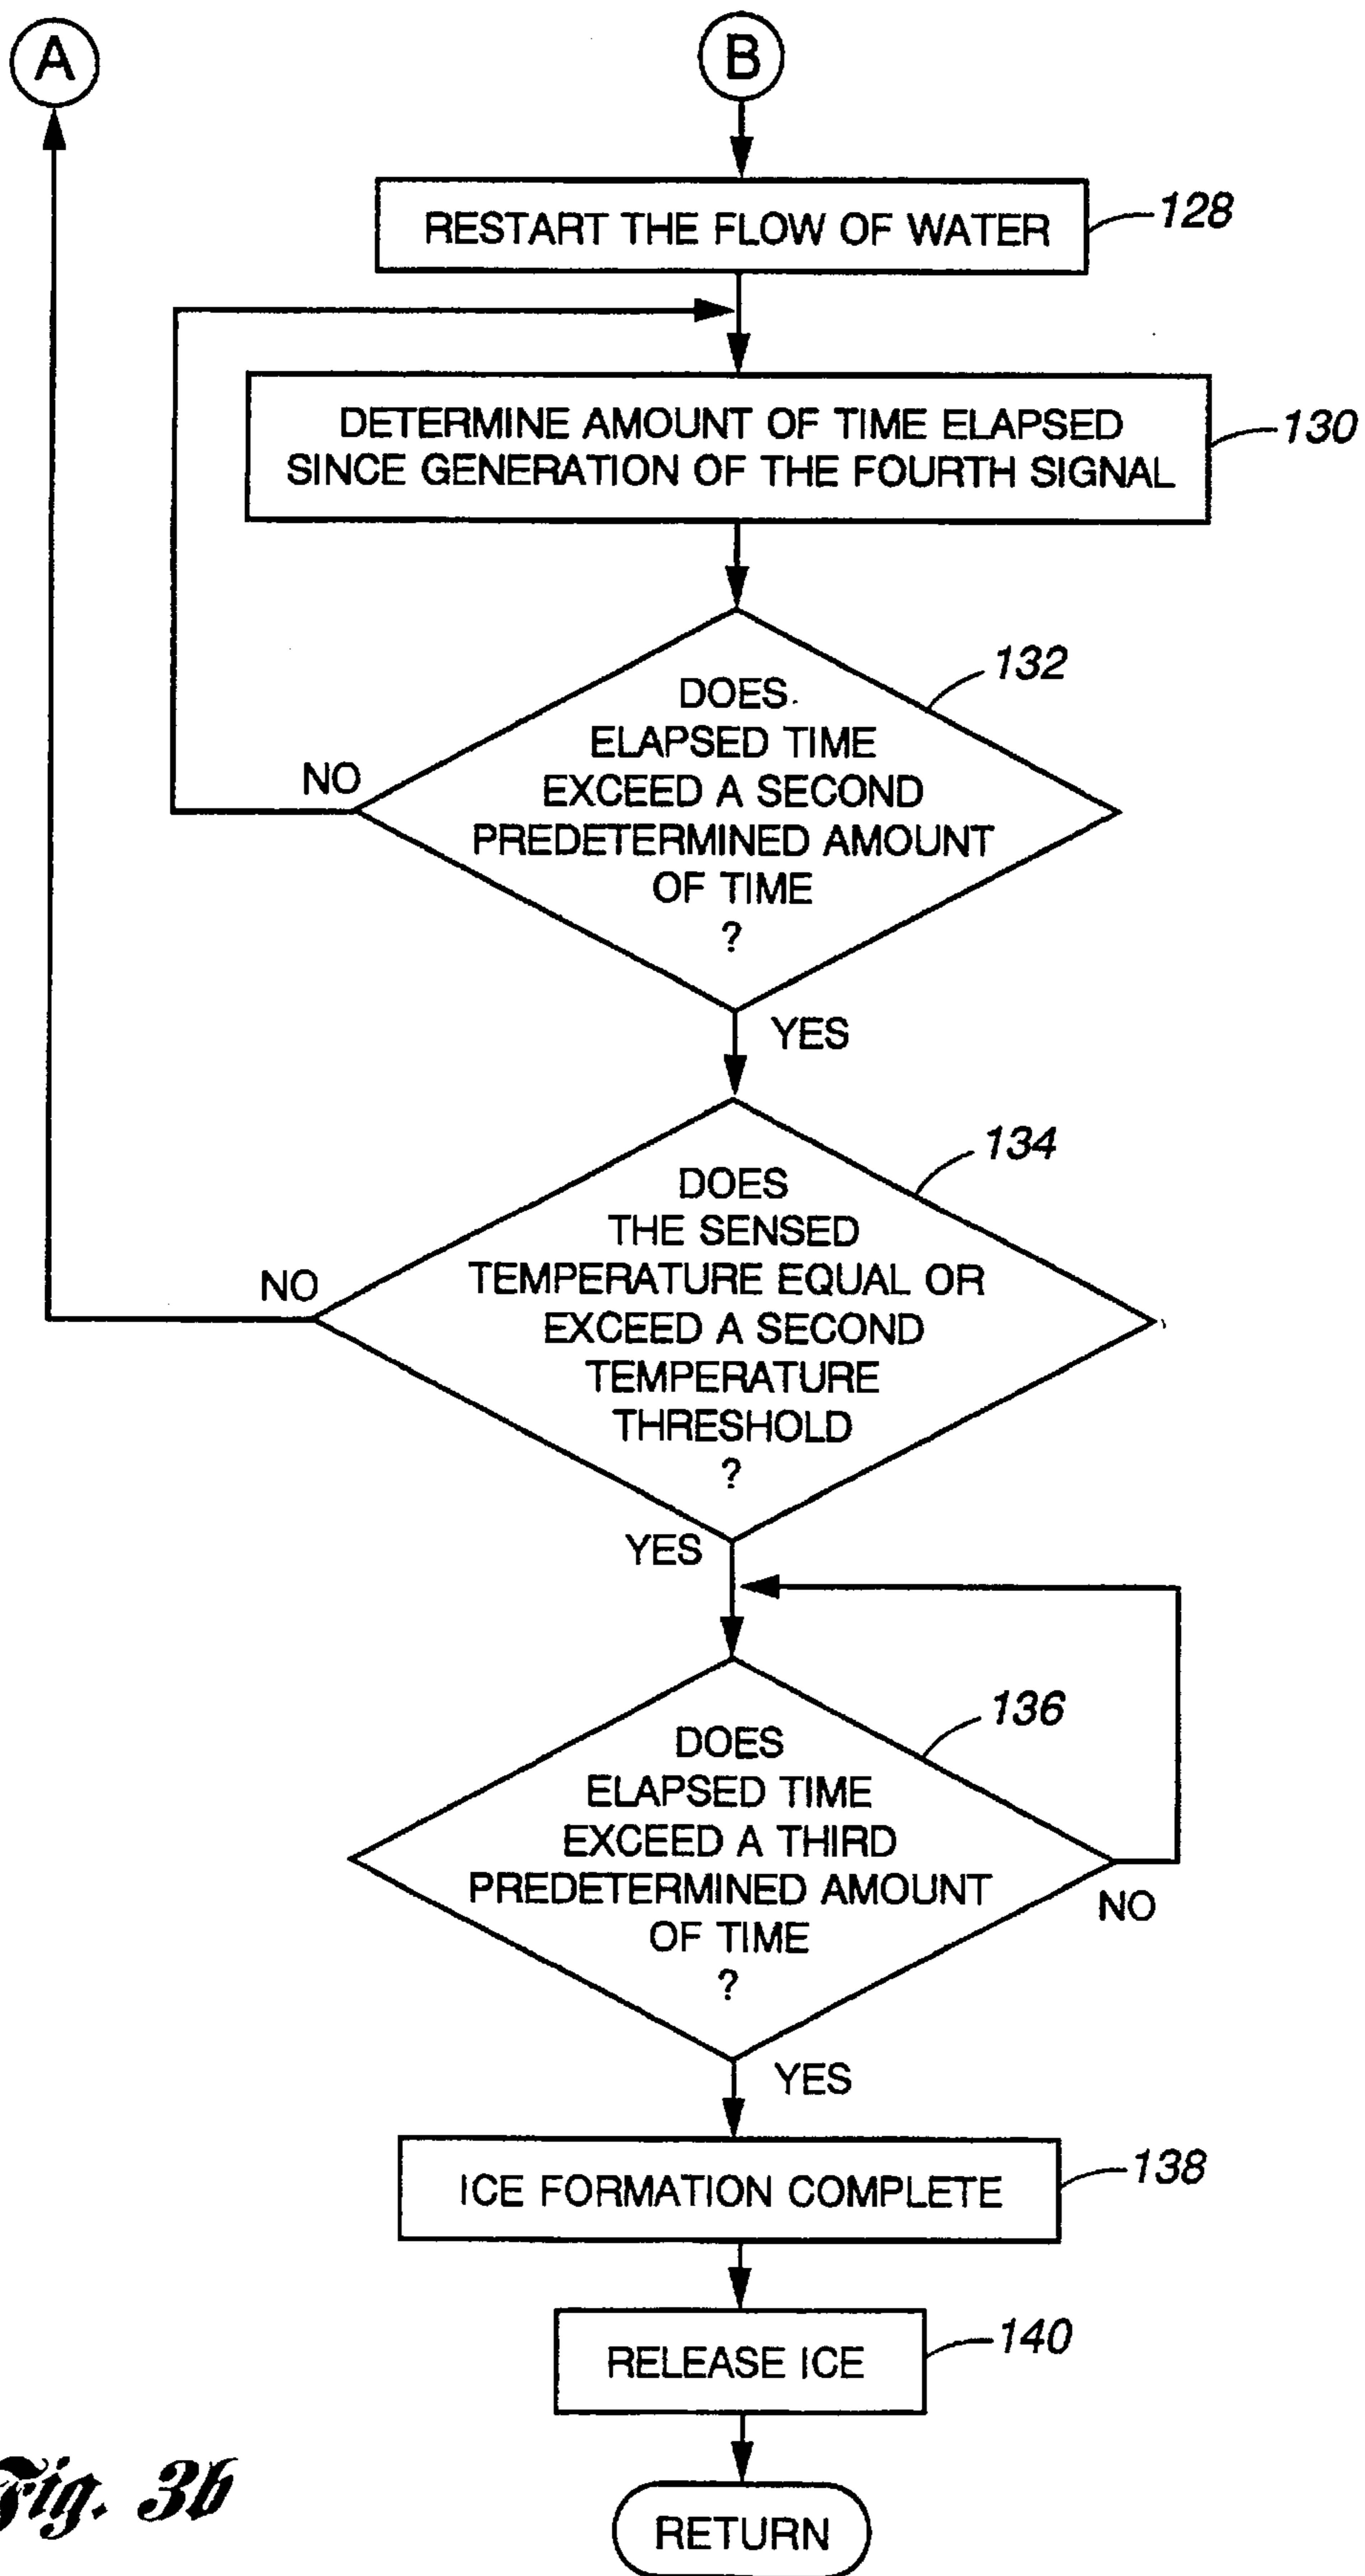 A
B
RESTART THE FLOW OF WATER
128
DETERMINE AMOUNT OF TIME ELAPSED
SINCE GENERATION OF THE FOURTH SIGNAL
130
132
DOES
ELAPSED TIME
EXCEED A SECOND
PREDETERMINED AMOUNT
OF TIME
?
NO
YES
134
DOES
THE SENSED
TEMPERATURE EQUAL OR
EXCEED A SECOND
TEMPERATURE
THRESHOLD
?
NO
YES
136
DOES
ELAPSED TIME
EXCEED A THIRD
PREDETERMINED AMOUNT
OF TIME
?
NO
YES
ICE FORMATION COMPLETE
138
RELEASE ICE
140
RETURN
Fig. 3b